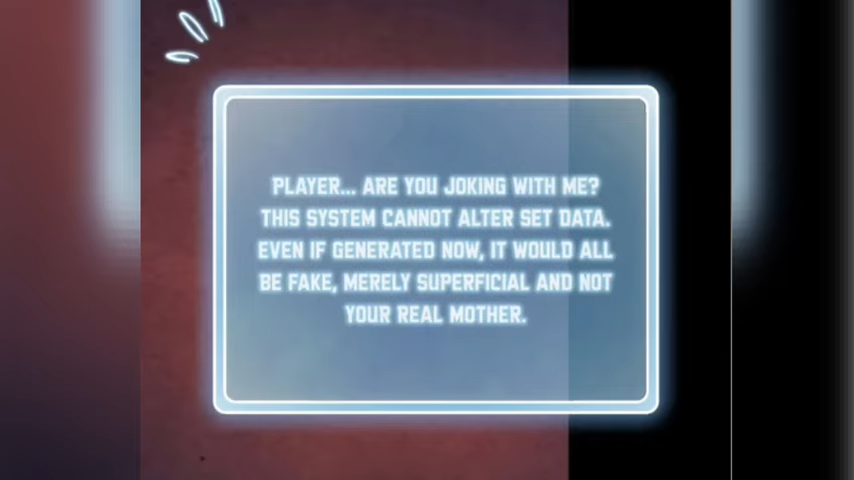 PLAYER... ARE YOU JOKING WITH ME?
THIS SYSTEM CANNOT ALTER SET DATA.
EVEN IF GENERATED NOW, IT WOULD ALL
BE FAKE, MERELY SUPERFICIAL AND NOT
YOUR REAL MOTHER.